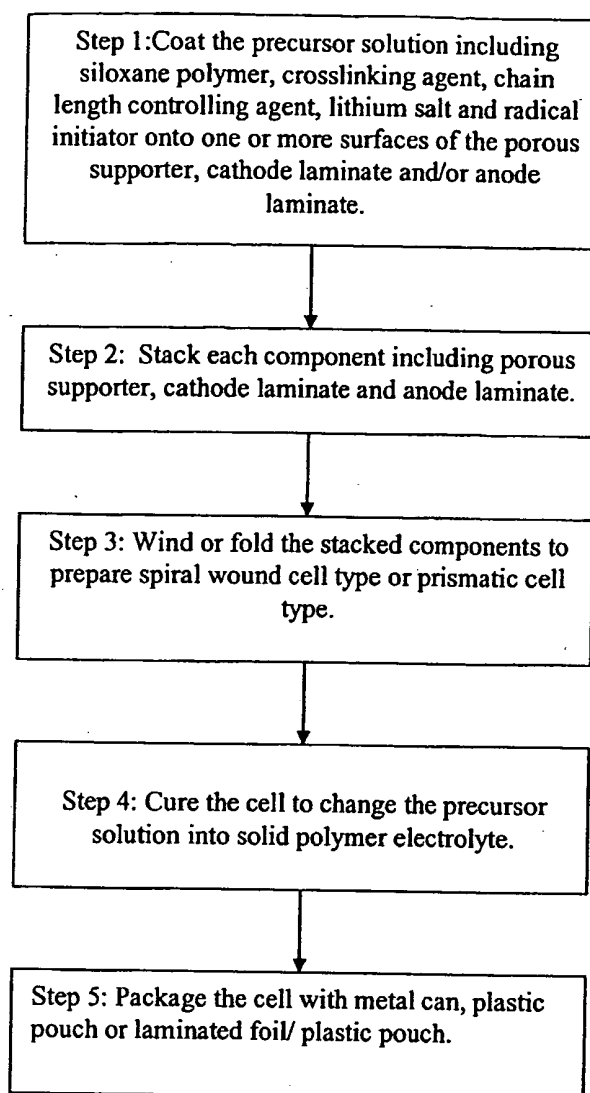 Step 1:Coat the precursor solution including
siloxane polymer, crosslinking agent, chain
length controlling agent, lithium salt and radical
initiator onto one or more surfaces of the porous
supporter, cathode laminate and/or anode
laminate.
Step 2: Stack each component including porous
supporter, cathode laminate and anode laminate.
Step 3: Wind or fold the stacked components to
prepare spiral wound cell type or prismatic cell
type.
Step 4: Cure the cell to change the precursor
solution into solid polymer electrolyte.
Step 5: Package the cell with metal can, plastic
pouch or laminated foil/ plastic pouch.